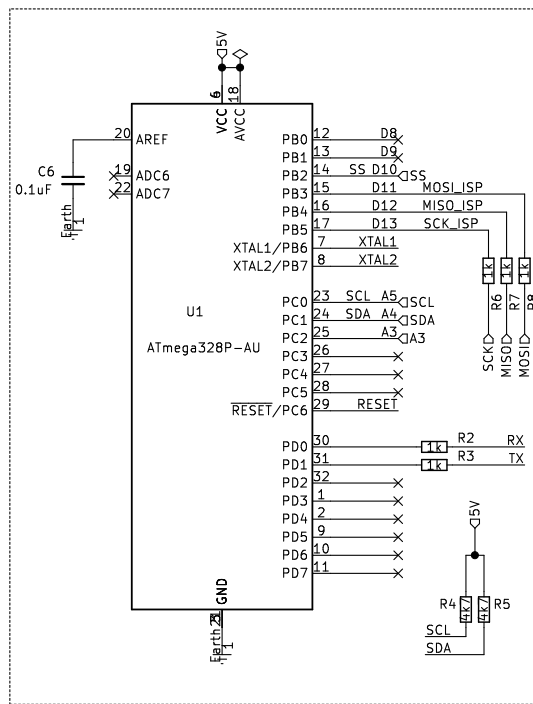 5V
VCC
18
AVCC
20 AREF
C6
0.1uF
19 ADC6
22 ADC7
Earth 1
U1
ATmega328P-AU
PB0 12 D8
PB1 13 D9
PB2 14 SS D10 SS
PB3 15 D11 MOSI_ISP
PB4 16 D12 MISO_ISP
PB5 17 D13 SCK_ISP
XTAL1/PB6 7 XTAL1
XTAL2/PB7 8 XTAL2
1k 1k 1k
R6 R7 R8
SCK MISO MOSI
PC0 23 SCL A5 SCL
PC1 24 SDA A4 SDA
PC2 25 A3 A3
PC3 26
PC4 27
PC5 28
RESET/PC6 29 RESET
PD0 30 1k R2 RX
PD1 31 1k R3 TX
PD2 32
PD3 1
PD4 2
PD5 9
PD6 10
PD7 11
5V
R4 4k7 4k7 R5
SCL
SDA
GND
Earth 1